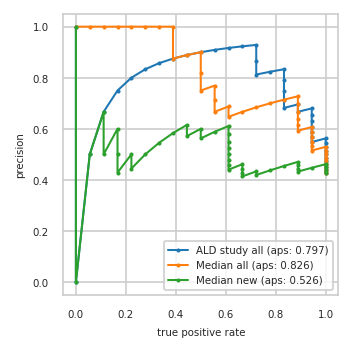 1.0
0.8
0.6
0.4
0.2
0.0
precision
0.0 0.2 0.4 0.6 0.8 1.0
true positive rate
ALD study all (aps: 0.797)
Median all (aps: 0.826)
Median new (aps: 0.526)